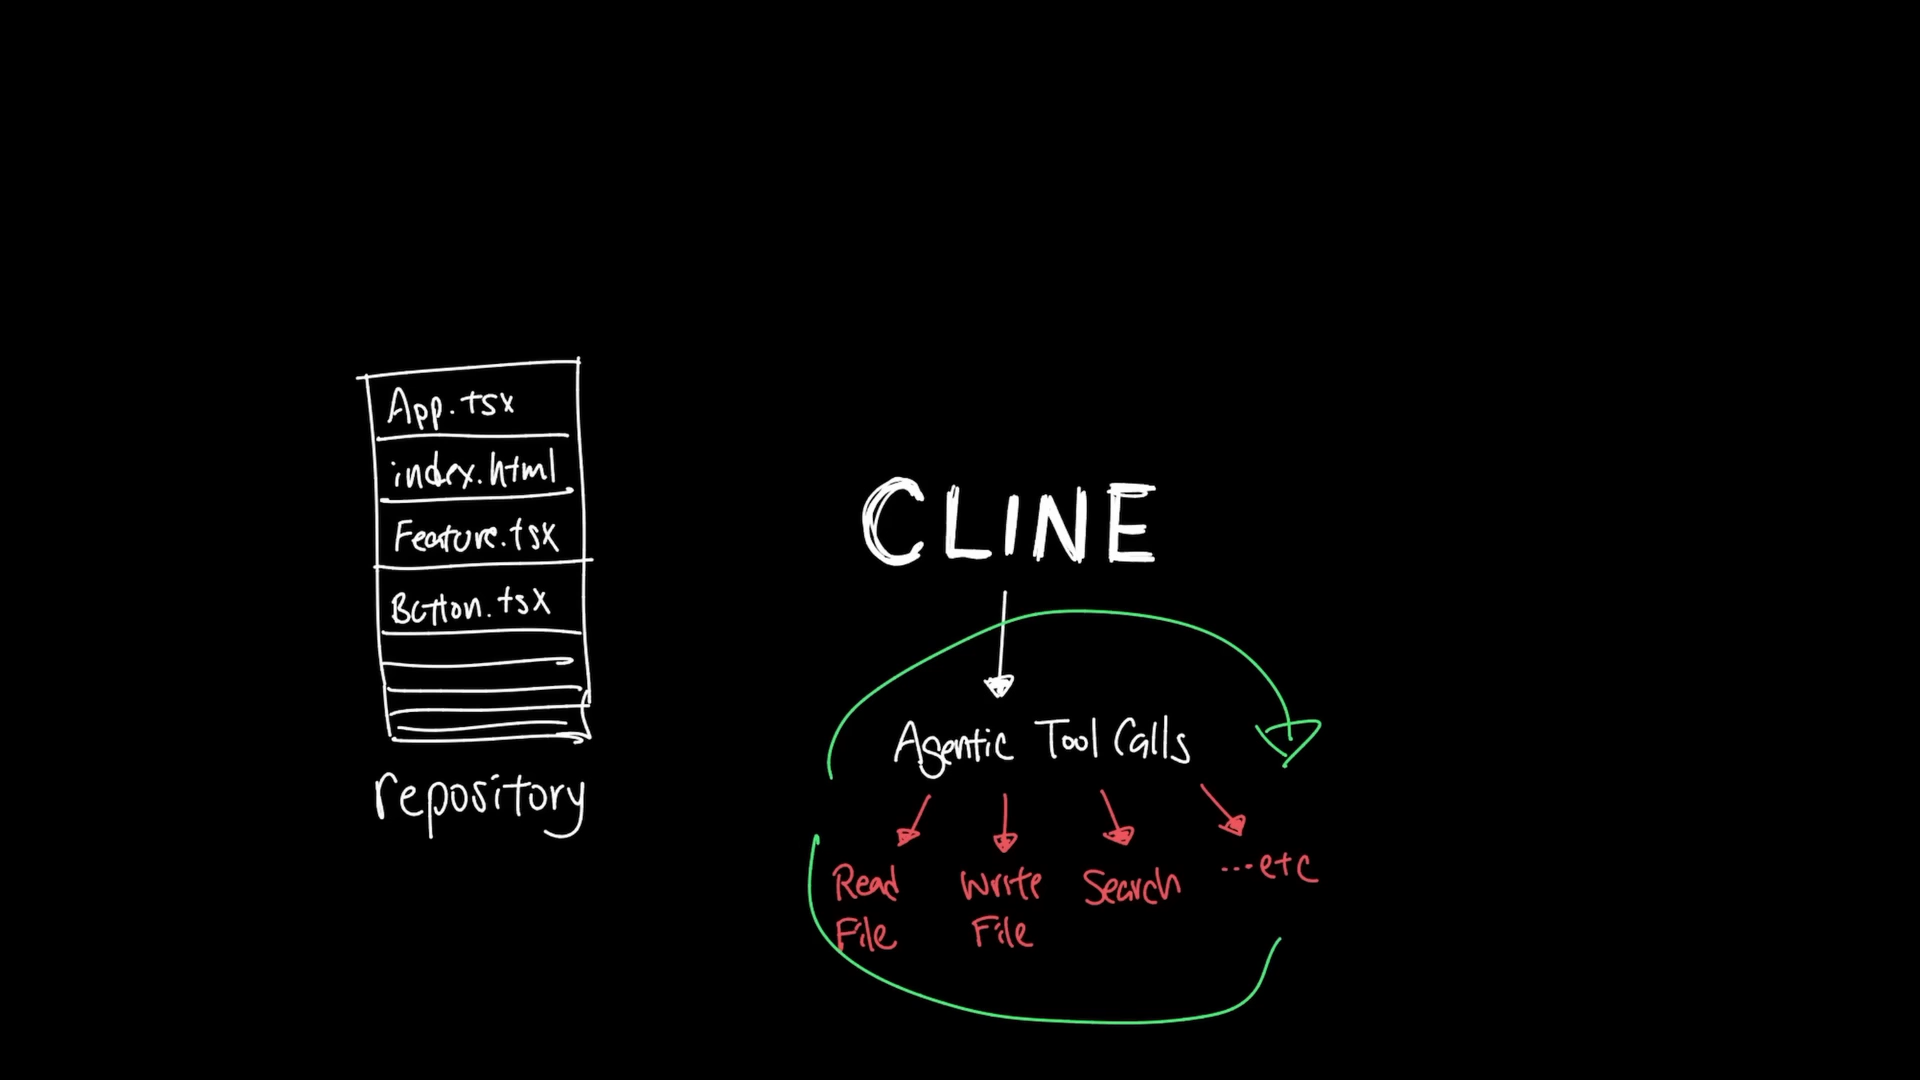 App.tsx
index.html
Feature.tsx
Button.tsx
repository
CLINE
Agentic Tool Calls
Read File
Write File
Search
...etc